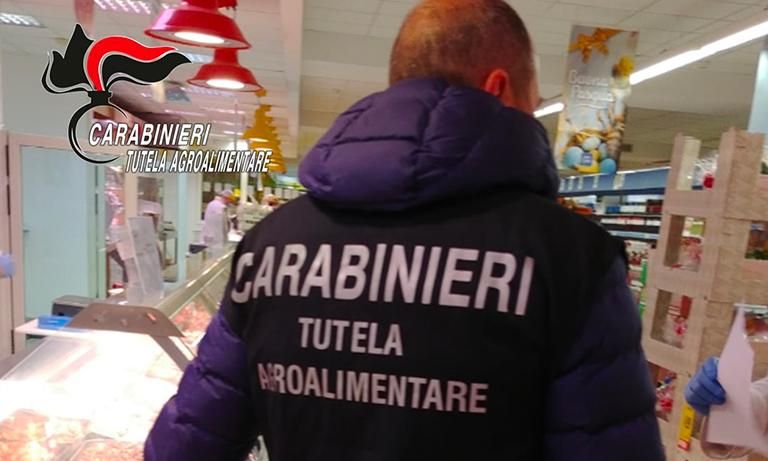 CARABINIERI
TUTELA AGROALIMENTARE
CARABINIERI
TUTELA
AGROALIMENTARE